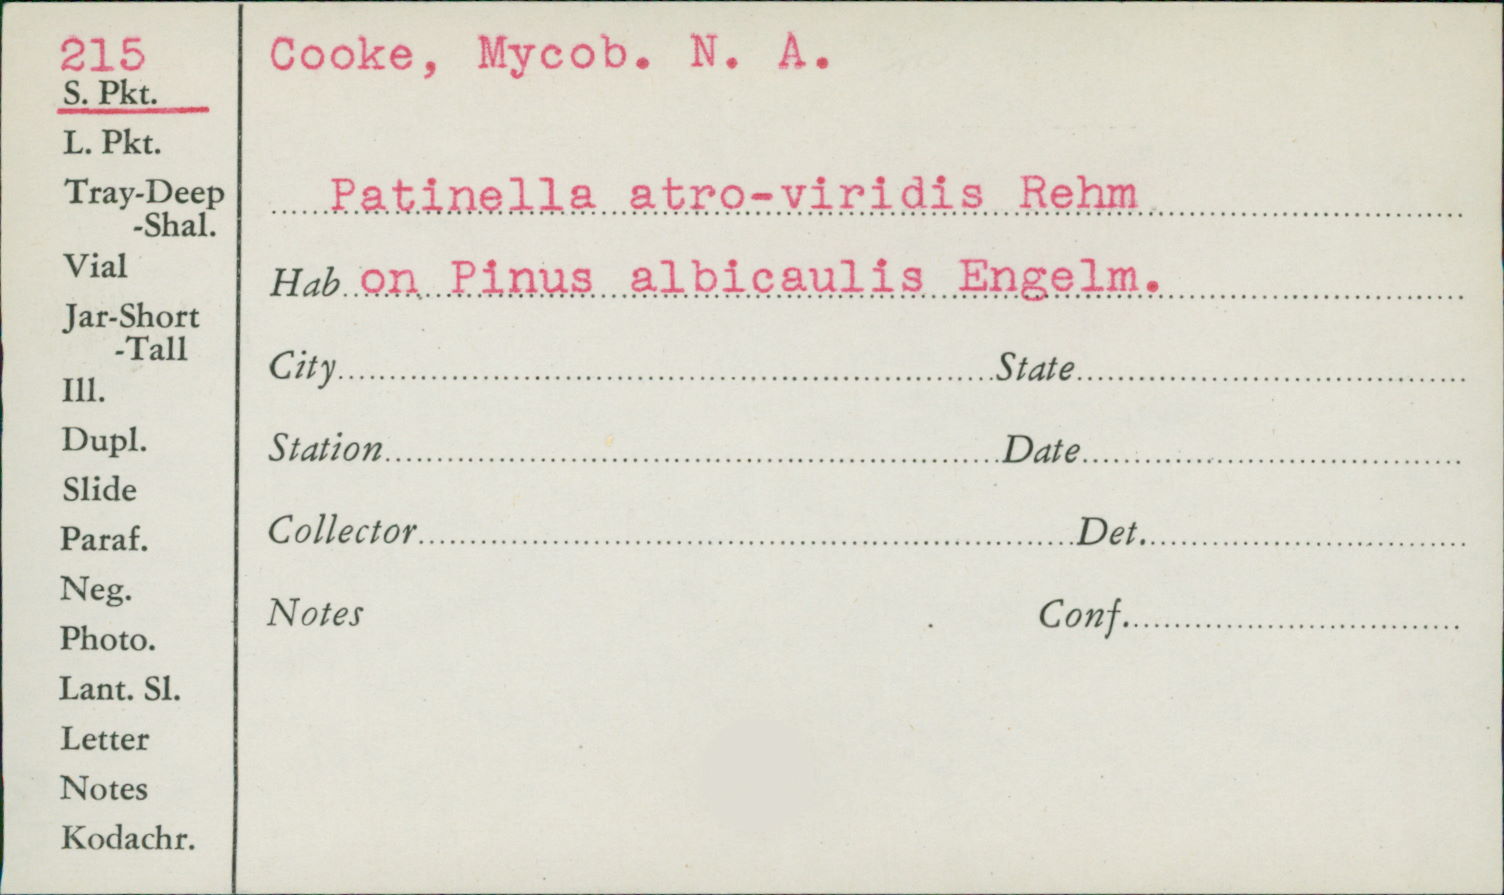 215
S. Pkt.
L. Pkt.
Tray-Deep
-Shal.
Vial
Jar-Short
-Tall
Ill.
Dupl.
Slide
Paraf.
Neg.
Photo.
Lant. Sl.
Letter
Notes
Kodachr.
Cooke, Mycob. N. A.
Patinella atro-viridis Rehm
Hab on Pinus albicaulis Engelm.
City State
Station Date
Collector Det.
Notes Conf.